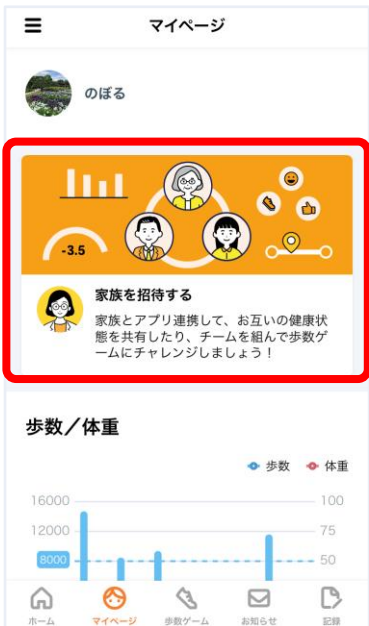 マイページ
のぼる
-3.5
家族を招待する
家族とアプリ連携して、お互いの健康状
態を共有したり、チームを組んで歩数ゲ
ームにチャレンジしましょう！
歩数／体重
歩数 体重
16000 100
12000 75
8000 50
ホーム マイページ 歩数ゲーム お知らせ 記録